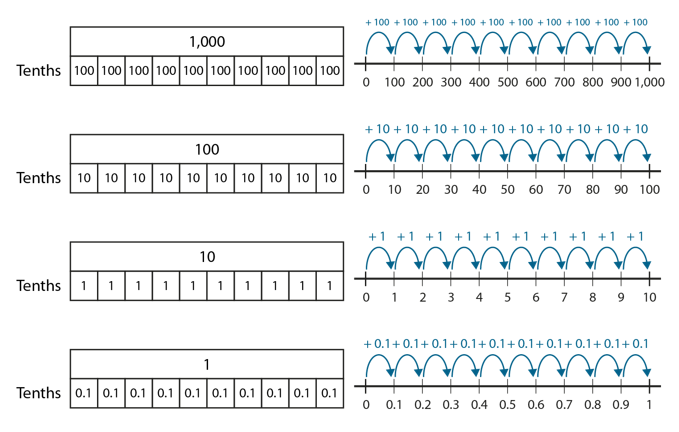 1,000
Tenths 100 100 100 100 100 100 100 100 100 100
+ 100 + 100 + 100 + 100 + 100 + 100 + 100 + 100 + 100 + 100
0 100 200 300 400 500 600 700 800 900 1,000
100
Tenths 10 10 10 10 10 10 10 10 10 10
+ 10 + 10 + 10 + 10 + 10 + 10 + 10 + 10 + 10 + 10
0 10 20 30 40 50 60 70 80 90 100
10
Tenths 1 1 1 1 1 1 1 1 1 1
+ 1 + 1 + 1 + 1 + 1 + 1 + 1 + 1 + 1 + 1
0 1 2 3 4 5 6 7 8 9 10
1
Tenths 0.1 0.1 0.1 0.1 0.1 0.1 0.1 0.1 0.1 0.1
+ 0.1 + 0.1 + 0.1 + 0.1 + 0.1 + 0.1 + 0.1 + 0.1 + 0.1 + 0.1
0 0.1 0.2 0.3 0.4 0.5 0.6 0.7 0.8 0.9 1